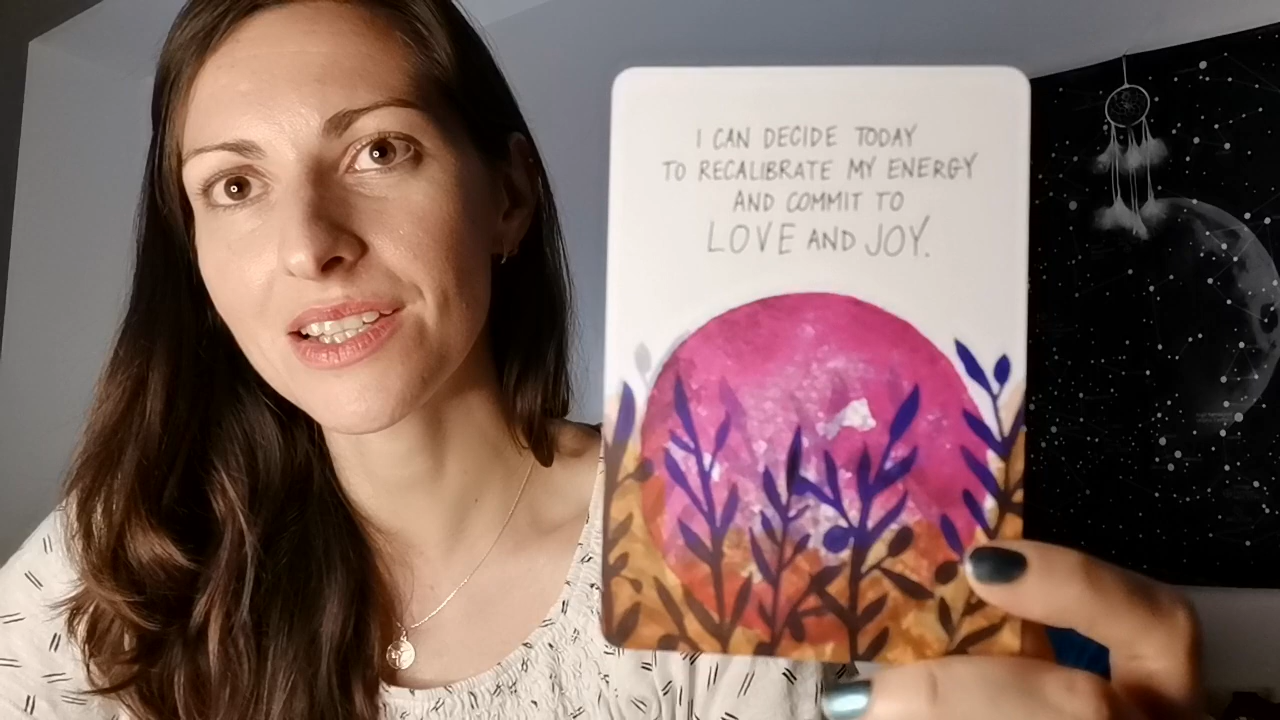 I CAN DECIDE TODAY
TO RECALIBRATE MY ENERGY
AND COMMIT TO
LOVE AND JOY.